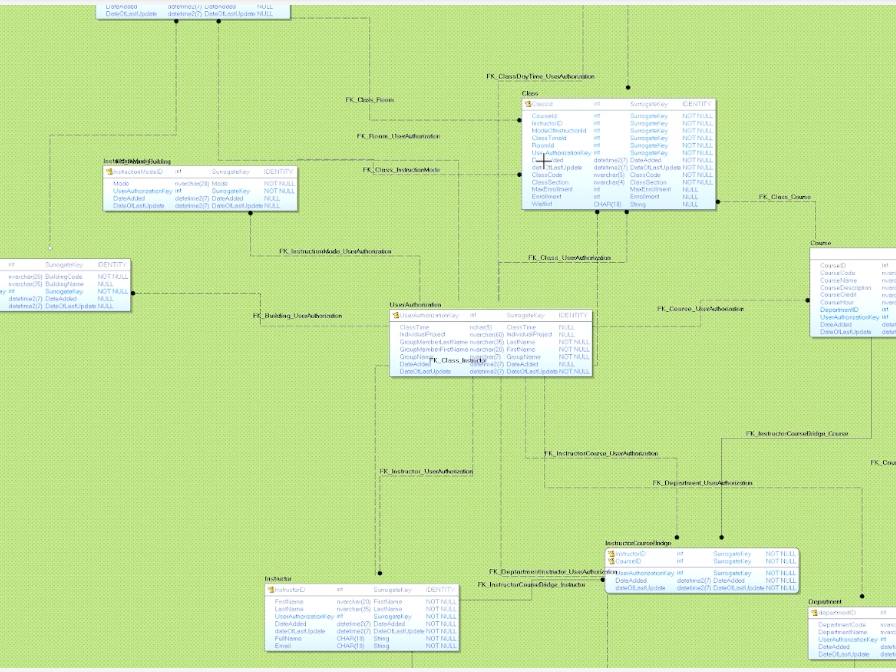 DateAdded datetime2(7) DateAdded NULL
DateOfLastUpdate datetime2(7) DateOfLastUpdate NOT NULL
FK_ClassDayTime_UserAuthorization
Class
FK_Class_Room
ClassId int SurrogateKey IDENTITY
CourseId int SurrogateKey NOT NULL
InstructorID int SurrogateKey NOT NULL
ModeOfInstructionId int SurrogateKey NOT NULL
ClassTimeId int SurrogateKey NOT NULL
RoomId int SurrogateKey NOT NULL
UserAuthorizationKey int SurrogateKey NOT NULL
datetime2(7) DateAdded NOT NULL
dateOfLastUpdate datetime2(7) DateOfLastUpdate NOT NULL
ClassCode nvarchar(5) ClassCode NOT NULL
ClassSection nvarchar(4) ClassSection NOT NULL
MaxEnrollment int MaxEnrollment NULL
Enrollment int Enrollment NULL
Waitlist CHAR(18) String NULL
FK_Room_UserAuthorization
FK_Class_InstructionMode
InstructionModeID int SurrogateKey IDENTITY
Mode nvarchar(20) Mode NOT NULL
UserAuthorizationKey int SurrogateKey NOT NULL
DateAdded datetime2(7) DateAdded NOT NULL
DateOfLastUpdate datetime2(7) DateOfLastUpdate NOT NULL
FK_Class_Course
FK_InstructionMode_UserAuthorization
FK_Class_UserAuthorization
Course
int SurrogateKey IDENTITY
nvarchar(20) BuildingCode NOT NULL
nvarchar(35) BuildingName NOT NULL
int SurrogateKey NOT NULL
datetime2(7) DateAdded NULL
datetime2(7) DateOfLastUpdate NOT NULL
CourseID int
CourseCode
CourseName
CourseDescription
CourseCredit
CourseHour
DepartmentID int
UserAuthorizationKey int
DateAdded
DateOfLastUpdate
FK_Building_UserAuthorization
FK_Course_UserAuthorization
UserAuthorization
UserAuthorizationKey int SurrogateKey IDENTITY
ClassTime nchar(5) ClassTime NULL
IndividualProject nvarchar(60) IndividualProject NULL
GroupMemberLastName nvarchar(35) LastName NOT NULL
GroupMemberFirstName nvarchar(20) FirstName NOT NULL
GroupName GroupName NOT NULL
FK_Class_Instructor
DateAdded datetime2(7) DateAdded NULL
DateOfLastUpdate datetime2(7) DateOfLastUpdate NOT NULL
FK_InstructorCourseBridge_Course
FK_InstructorCourse_UserAuthorization
FK_Instructor_UserAuthorization
FK_Department_UserAuthorization
InstructorCourseBridge
InstructorID int SurrogateKey NOT NULL
CourseID int SurrogateKey NOT NULL
UserAuthorizationKey int SurrogateKey NOT NULL
DateAdded datetime2(7) DateAdded NOT NULL
dateOfLastUpdate datetime2(7) DateOfLastUpdate NOT NULL
FK_DepartmentInstructor_UserAuthorization
FK_InstructorCourseBridge_Instructor
Instructor
InstructorID int SurrogateKey IDENTITY
FirstName nvarchar(20) FirstName NOT NULL
LastName nvarchar(35) LastName NOT NULL
UserAuthorizationKey int SurrogateKey NOT NULL
DateAdded datetime2(7) DateAdded NOT NULL
dateOfLastUpdate datetime2(7) DateOfLastUpdate NOT NULL
FullName CHAR(18) String NOT NULL
Email CHAR(18) String NOT NULL
Department
departmentID int
DepartmentCode
DepartmentName
UserAuthorizationKey int
DateAdded
DateOfLastUpdate